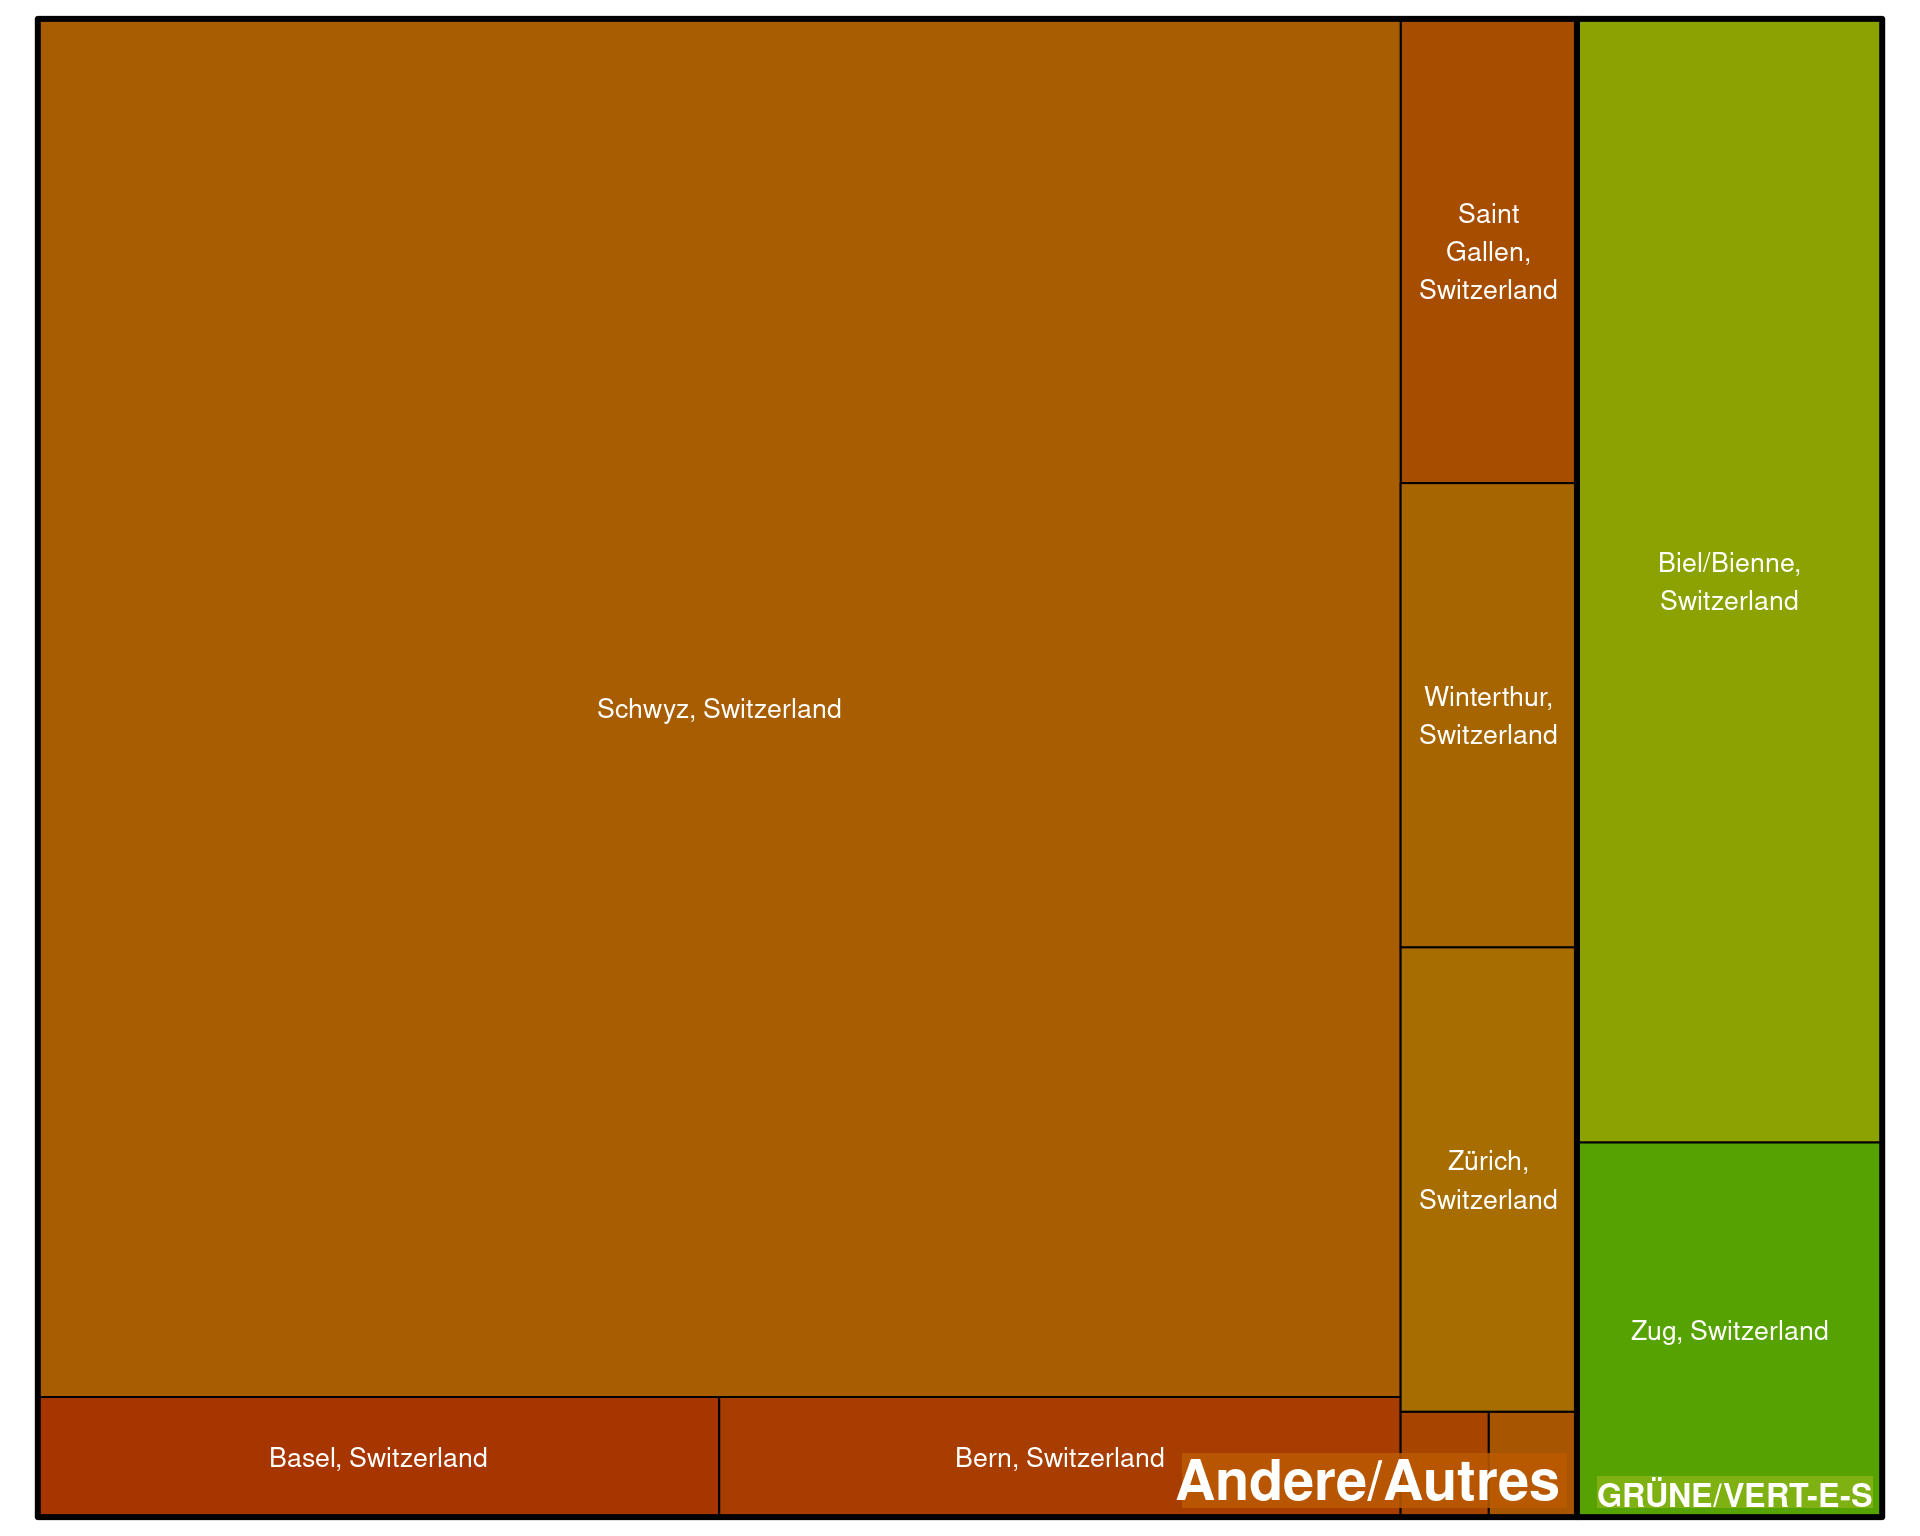 Saint
Gallen,
Switzerland
Biel/Bienne,
Switzerland
Winterthur,
Switzerland
Schwyz, Switzerland
Zürich,
Switzerland
Zug, Switzerland
Basel, Switzerland
Bern, Switzerland
Andere/Autres
GRÜNE/VERT-E-S